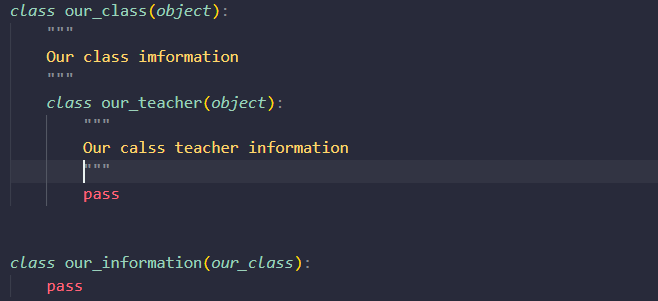 class our_class(object):
    """
    Our class imformation
    """
    class our_teacher(object):
        """
        Our calss teacher information
        """
        pass
class our_information(our_class):
    pass